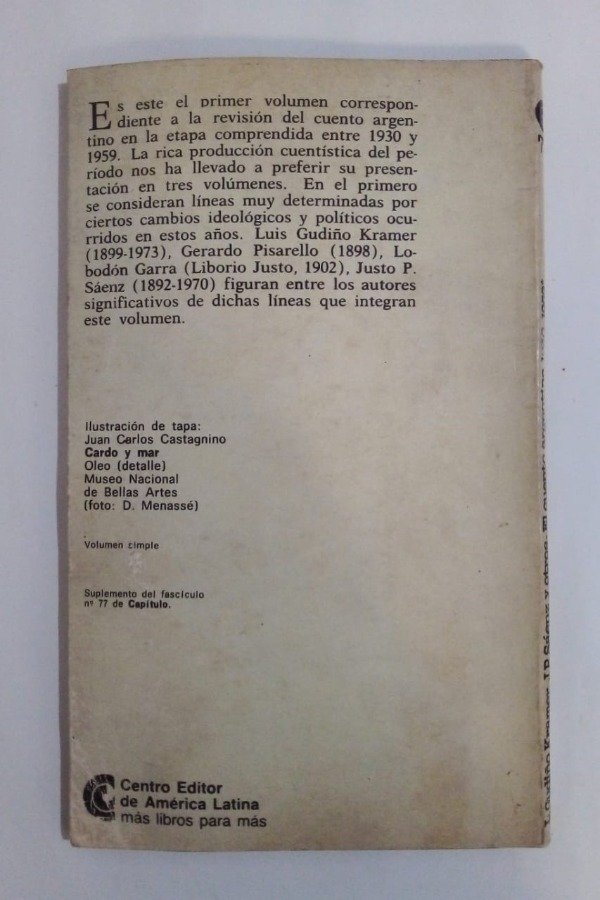 Es este el primer volumen correspon-
diente a la revisión del cuento argen-
tino en la etapa comprendida entre 1930 y
1959. La rica producción cuentística del pe-
ríodo nos ha llevado a preferir su presen-
tación en tres volúmenes. En el primero
se consideran líneas muy determinadas por
ciertos cambios ideológicos y políticos ocu-
rridos en estos años. Luis Gudiño Kramer
(1899-1973), Gerardo Pisarello (1898), Lo-
bodón Garra (Liborio Justo, 1902), Justo P.
Sáenz (1892-1970) figuran entre los autores
significativos de dichas líneas que integran
este volumen.
Ilustración de tapa:
Juan Carlos Castagnino
Cardo y mar
Oleo (detalle)
Museo Nacional
de Bellas Artes
(foto: D. Menassé)
Volumen simple
Suplemento del fascículo
nº 77 de Capítulo.
Centro Editor
de América Latina
más libros para más
Kramer, J.P. Sáenz y otros. El cuento argentino